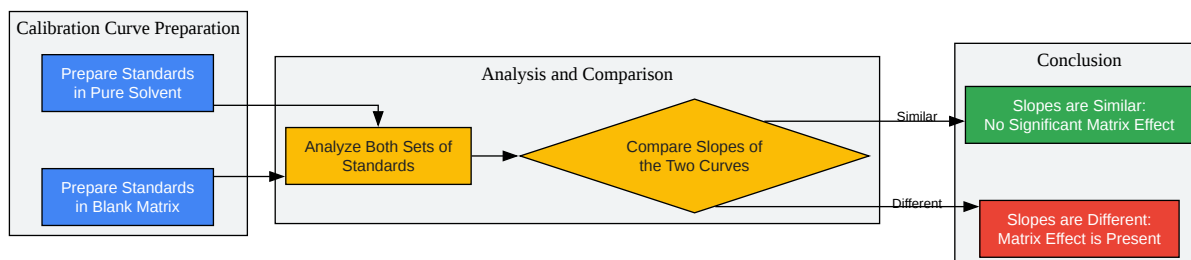 Calibration Curve Preparation
Prepare Standards
in Pure Solvent
Prepare Standards
in Blank Matrix
Analysis and Comparison
Analyze Both Sets of
Standards
Compare Slopes of
the Two Curves
Similar
Different
Conclusion
Slopes are Similar:
No Significant Matrix Effect
Slopes are Different:
Matrix Effect is Present